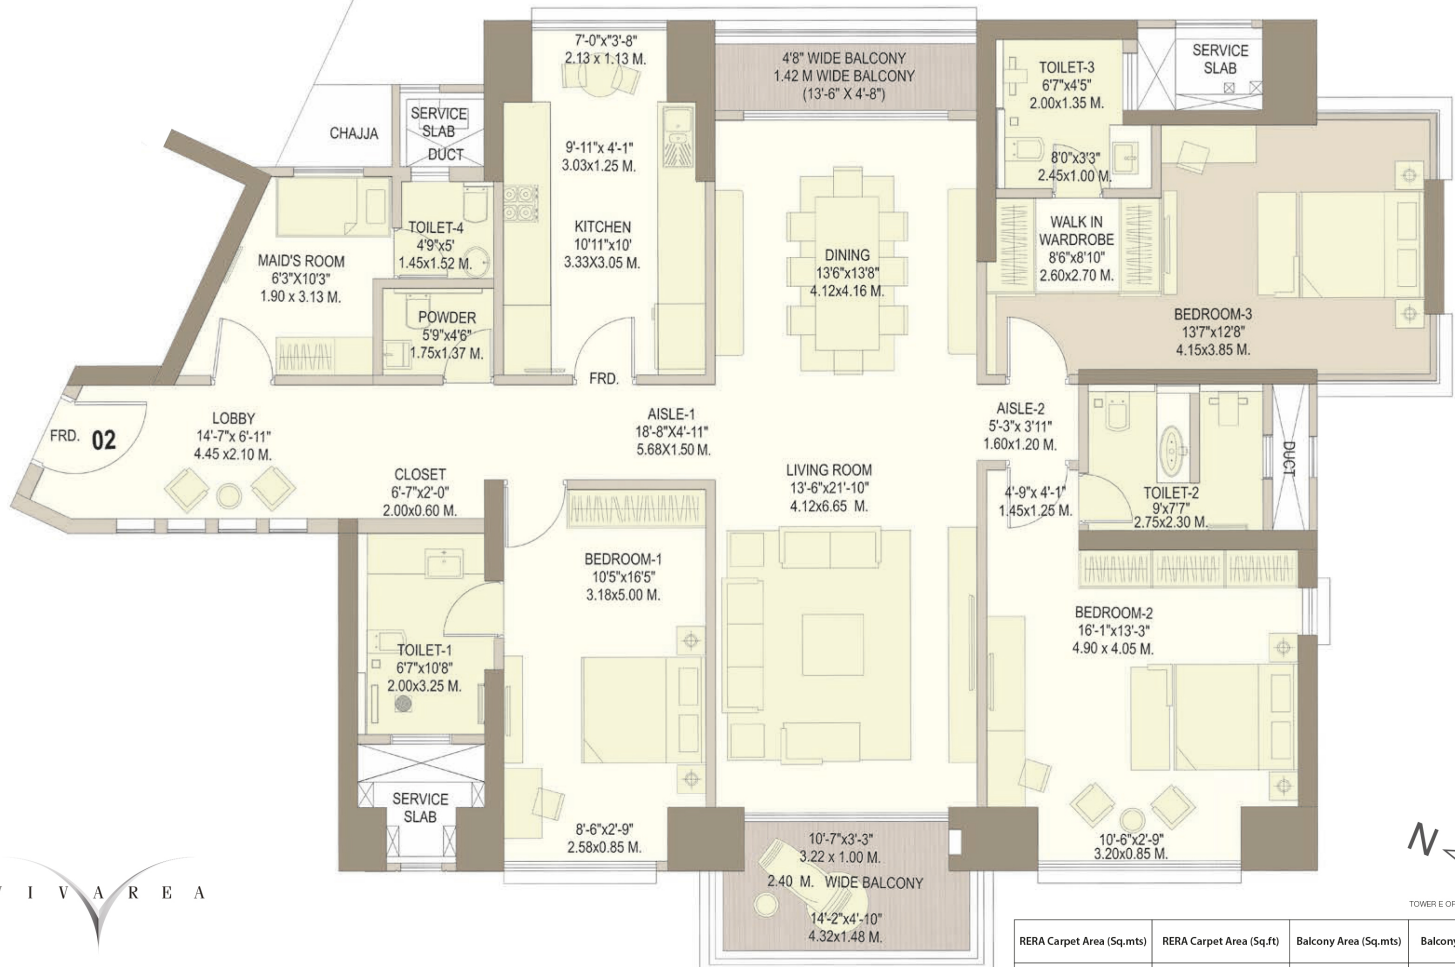 7'-0"x"3'-8"
2.13 x 1.13 M.
4'8" WIDE BALCONY
1.42 M WIDE BALCONY
(13'-6" X 4'-8")
TOILET-3
6'7"x4'5"
2.00x1.35 M.
SERVICE
SLAB
CHAJJA
SERVICE
SLAB
DUCT
9'-11"x 4'-1"
3.03x1.25 M.
8'0"x3'3"
2.45x1.00 M.
TOILET-4
4'9"x5'
1.45x1.52 M.
KITCHEN
10'11"x10'
3.33X3.05 M.
WALK IN
WARDROBE
8'6"x8'10"
2.60x2.70 M.
MAID'S ROOM
6'3"X10'3"
1.90 x 3.13 M.
DINING
13'6"x13'8"
4.12x4.16 M.
POWDER
5'9"x4'6"
1.75x1.37 M.
BEDROOM-3
13'7"x12'8"
4.15x3.85 M.
FRD.
LOBBY
14'-7"x 6'-11"
4.45 x2.10 M.
FRD. 02
AISLE-1
18'-8"X4'-11"
5.68X1.50 M.
AISLE-2
5'-3"x 3'11"
1.60x1.20 M.
CLOSET
6'-7"x2'-0"
2.00x0.60 M.
LIVING ROOM
13'-6"x21'-10"
4.12x6.65 M.
4'-9"x 4'-1"
1.45x1.25 M.
TOILET-2
9'x7'7"
2.75x2.30 M.
DUCT
BEDROOM-1
10'5"x16'5"
3.18x5.00 M.
BEDROOM-2
16'-1"x13'-3"
4.90 x 4.05 M.
TOILET-1
6'7"x10'8"
2.00x3.25 M.
SERVICE
SLAB
8'-6"x2'-9"
2.58x0.85 M.
10'-7"x3'-3"
3.22 x 1.00 M.
2.40 M. WIDE BALCONY
14'-2"x4'-10"
4.32x1.48 M.
10'-6"x2'-9"
3.20x0.85 M.
N
I V A R E A
TOWER E OF
RERA Carpet Area (Sq.mts) RERA Carpet Area (Sq.ft) Balcony Area (Sq.mts) Balcony